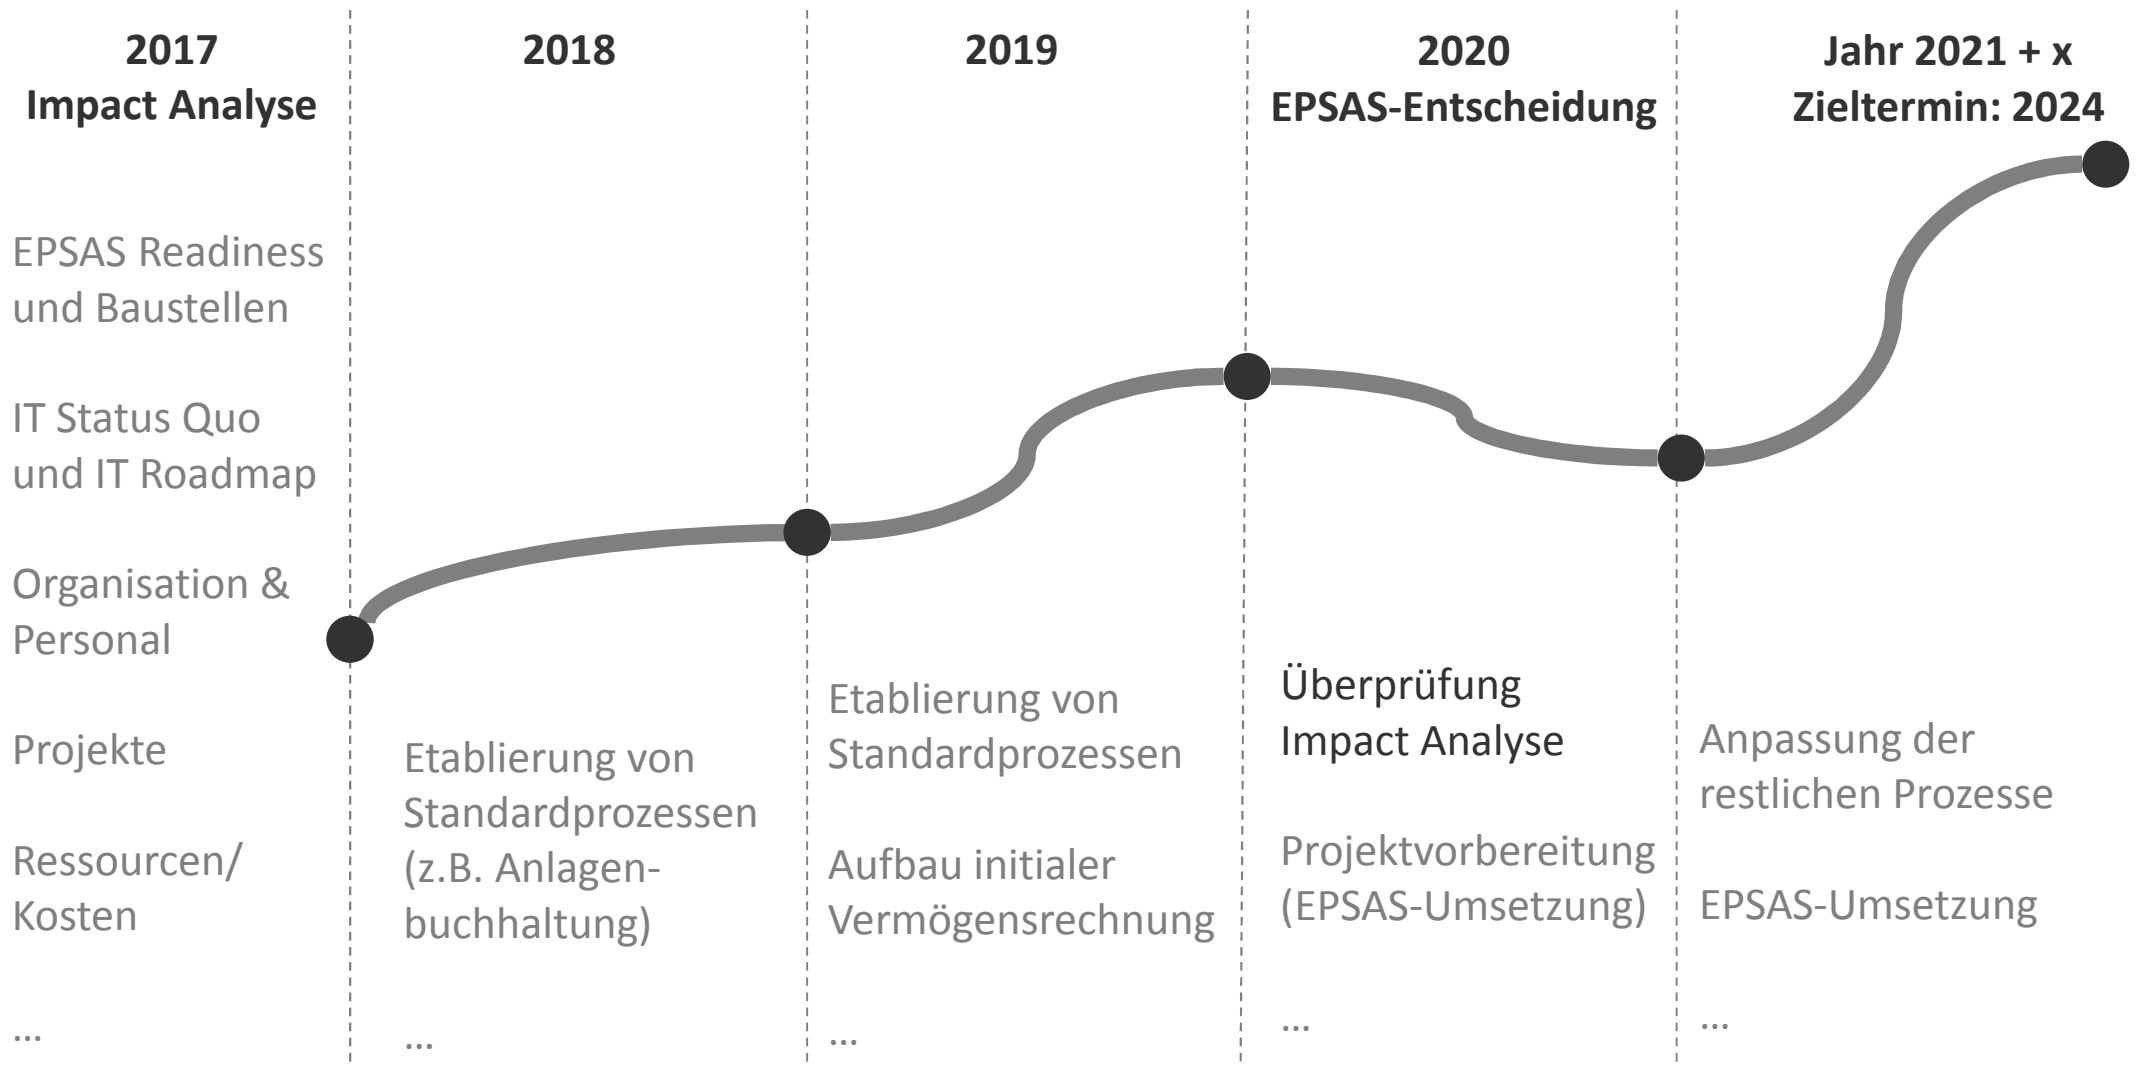 2017
Impact Analyse
EPSAS Readiness
und Baustellen
IT Status Quo
und IT Roadmap
Organisation &
Personal
Projekte
Ressourcen/
Kosten
...
2018
Etablierung von
Standardprozessen
(z.B. Anlagen-
buchhaltung)
...
2019
Etablierung von
Standardprozessen
Aufbau initialer
Vermögensrechnung
...
2020
EPSAS-Entscheidung
Überprüfung
Impact Analyse
Projektvorbereitung
(EPSAS-Umsetzung)
...
Jahr 2021 + x
Zieltermin: 2024
Anpassung der
restlichen Prozesse
EPSAS-Umsetzung
...